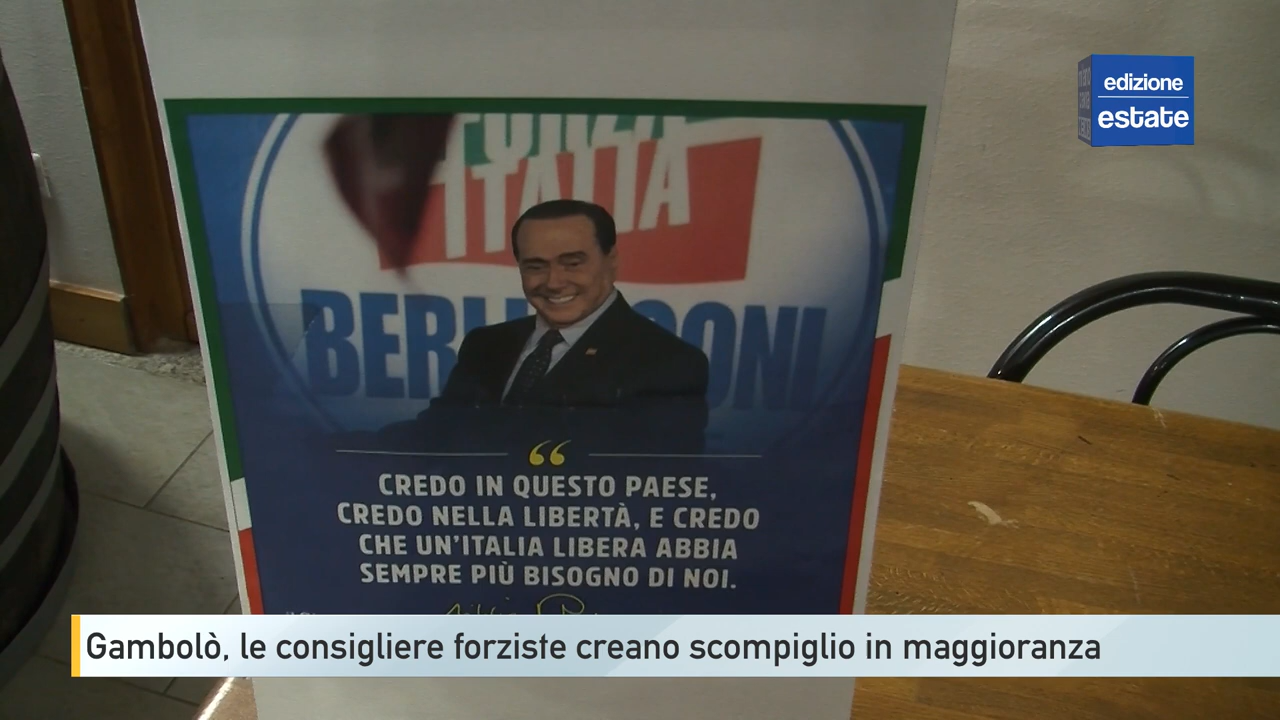 edizione
estate
FORZA
ITALIA
CREDO IN QUESTO PAESE,
CREDO NELLA LIBERTÀ, E CREDO
CHE UN'ITALIA LIBERA ABBIA
SEMPRE PIÙ BISOGNO DI NOI.
Gambolò, le consigliere forziste creano scompiglio in maggioranza